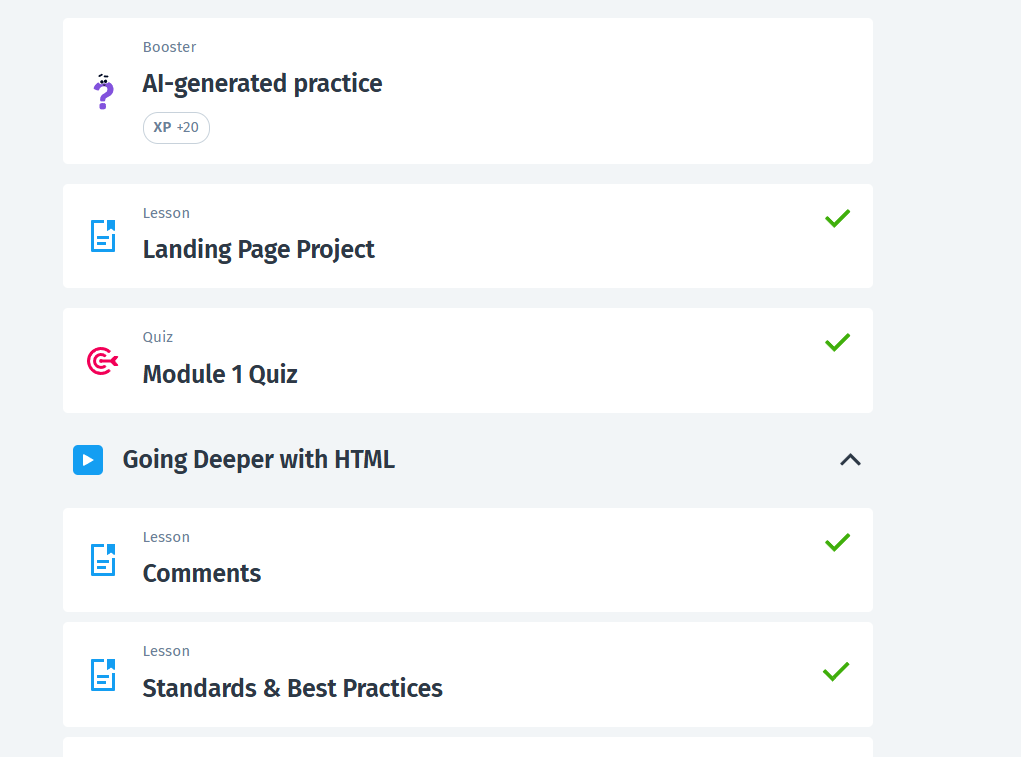 Booster
AI-generated practice
XP +20
Lesson
Landing Page Project
Quiz
Module 1 Quiz
Going Deeper with HTML
Lesson
Comments
Lesson
Standards & Best Practices